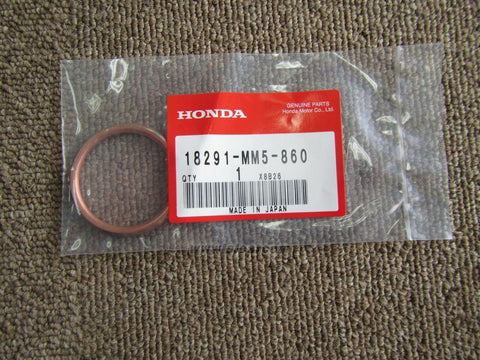 HONDA
GENUINE PARTS
Honda Motor Co., Ltd.
18291-MM5-860
QTY 1 X8B26
MADE IN JAPAN